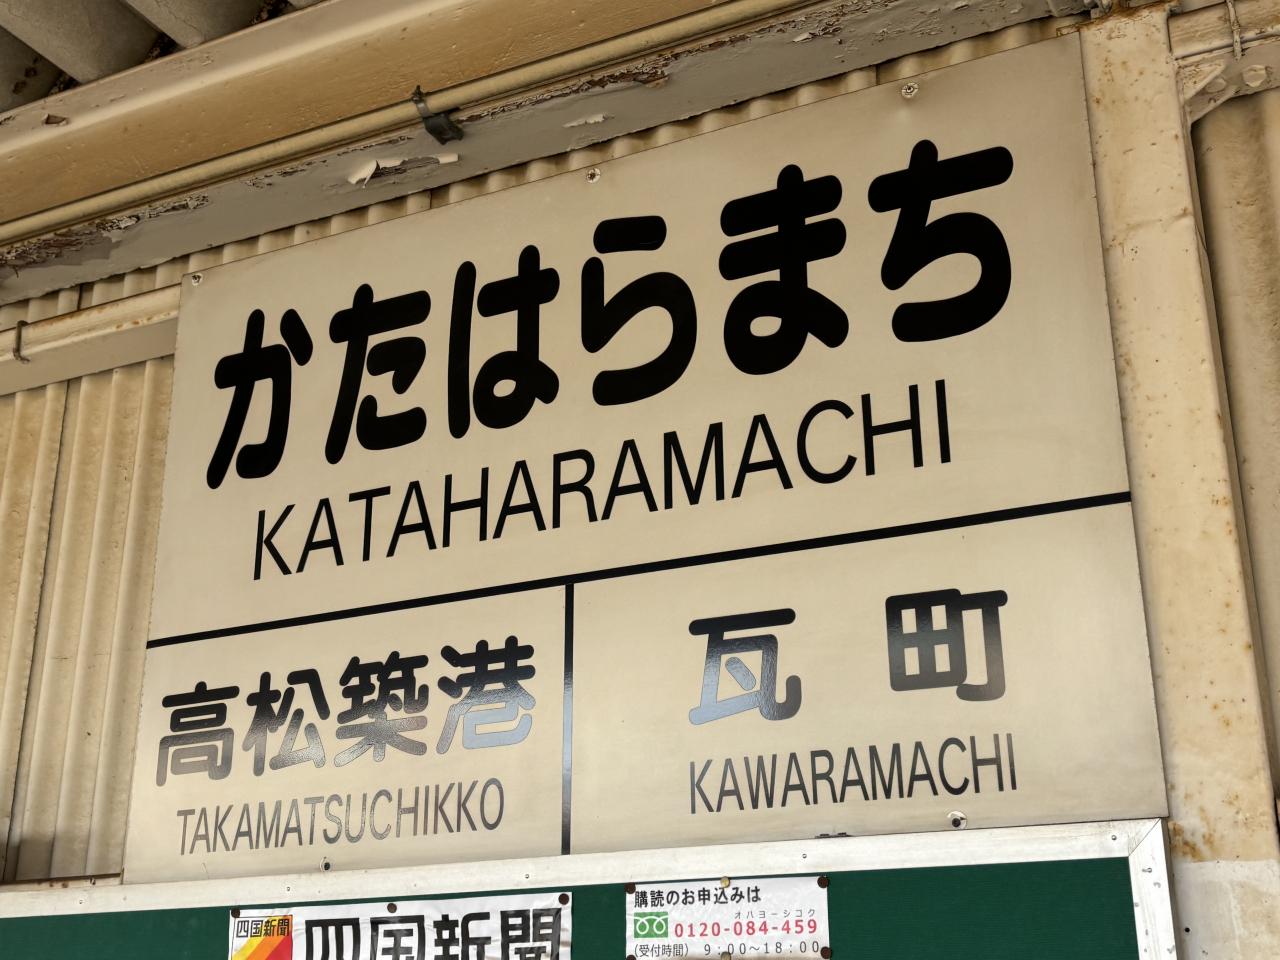 かたはらまち
KATAHARAMACHI
高松築港
TAKAMATSUCHIKKO
瓦町
KAWARAMACHI
四国新聞
四国新聞
購読のお申込みは
オハヨーシコク
0120-084-459
(受付時間) 9:00~18:00